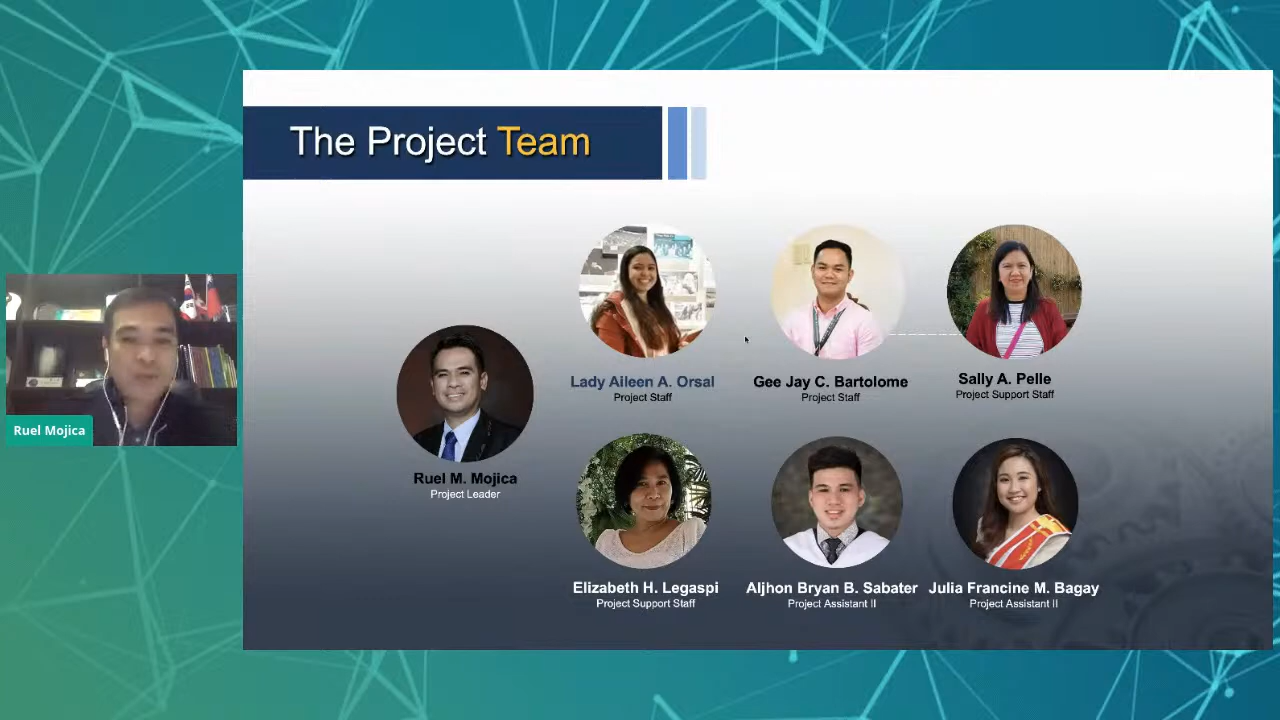 The Project Team
Ruel Mojica
Ruel M. Mojica
Project Leader
Lady Aileen A. Orsal
Project Staff
Gee Jay C. Bartolome
Project Staff
Sally A. Pelle
Project Support Staff
Elizabeth H. Legaspi
Project Support Staff
Aljhon Bryan B. Sabater
Project Assistant II
Julia Francine M. Bagay
Project Assistant II